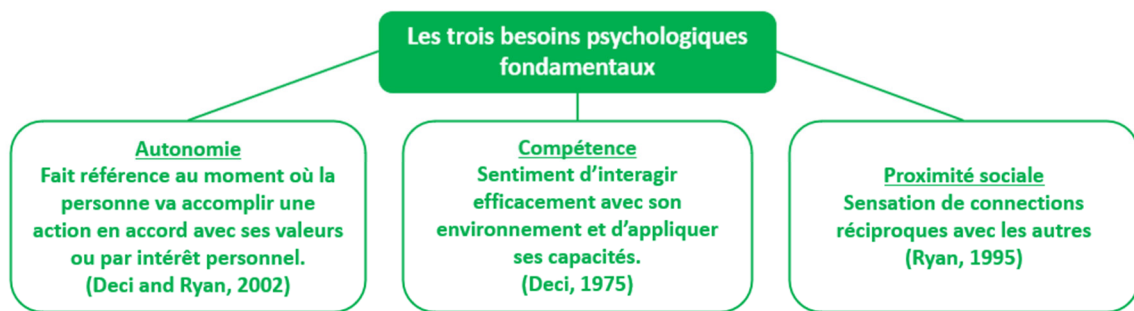 Les trois besoins psychologiques
fondamentaux
Autonomie
Fait référence au moment où la
personne va accomplir une
action en accord avec ses valeurs
ou par intérêt personnel.
(Deci and Ryan, 2002)
Compétence
Sentiment d'interagir
efficacement avec son
environnement et d'appliquer
ses capacités.
(Deci, 1975)
Proximité sociale
Sensation de connections
réciproques avec les autres
(Ryan, 1995)